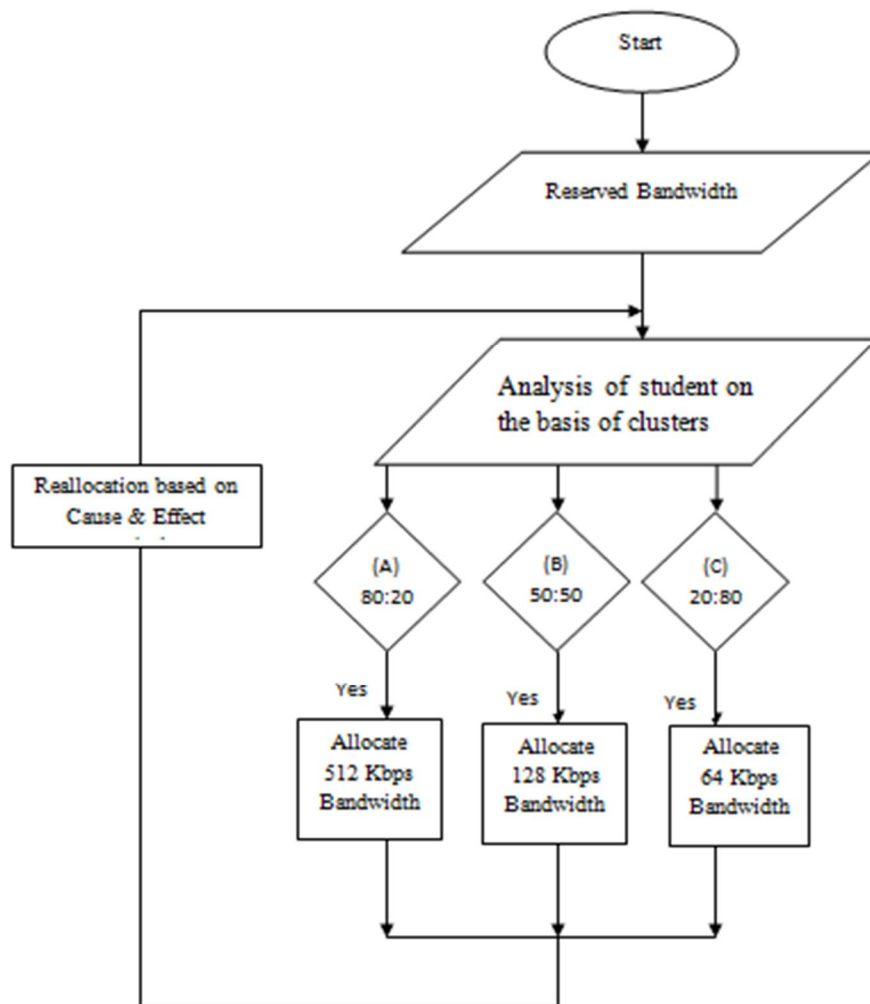 Start
Reserved Bandwidth
Analysis of student on
the basis of clusters
Reallocation based on
Cause & Effect
(A)
80:20
(B)
50:50
(C)
20:80
Yes
Yes
Yes
Allocate
512 Kbps
Bandwidth
Allocate
128 Kbps
Bandwidth
Allocate
64 Kbps
Bandwidth